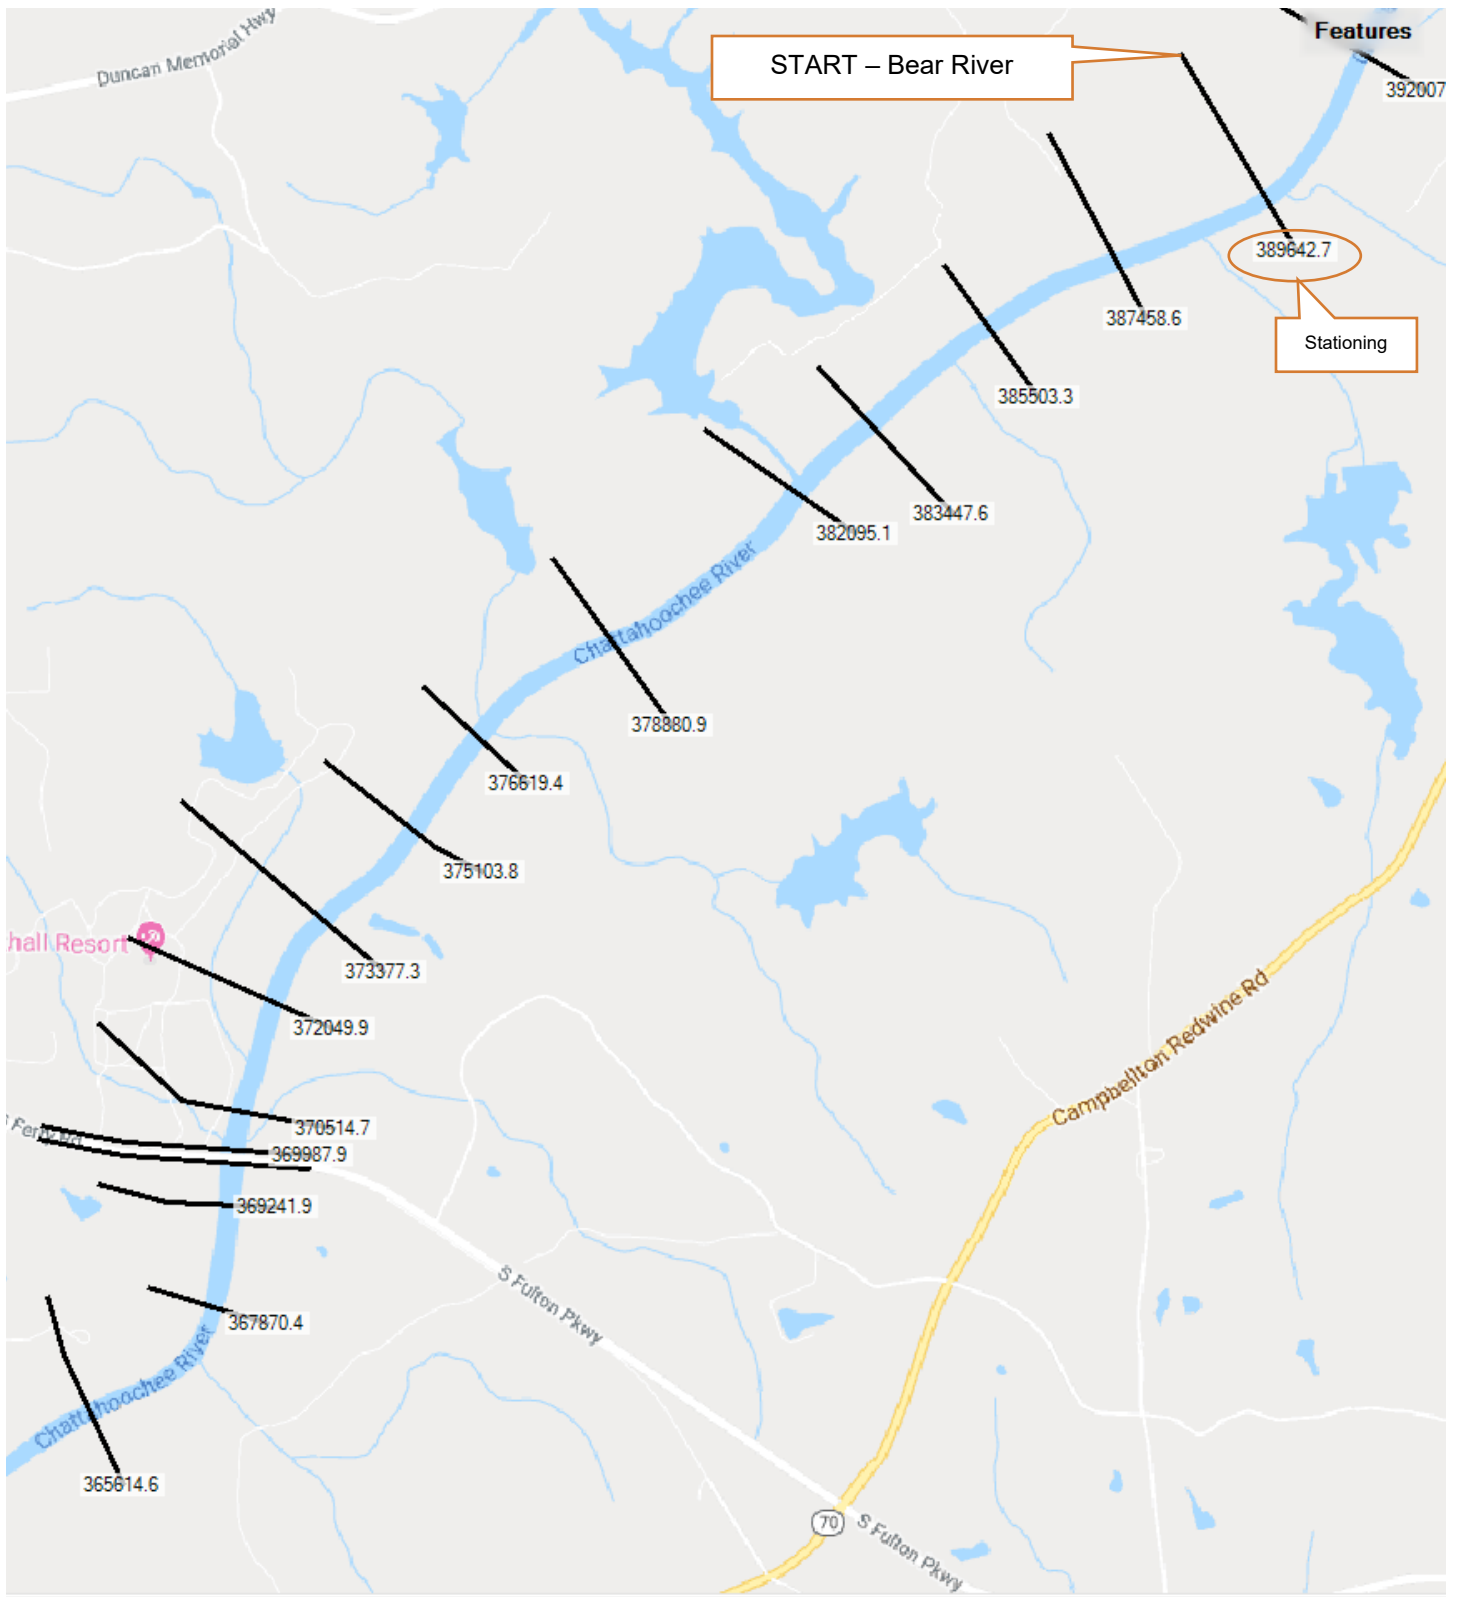 Duncan Memorial Hwy
Features
START – Bear River
392007
389642.7
Stationing
387458.6
385503.3
383447.6
382095.1
Chattahoochee River
378880.9
376619.4
375103.8
373377.3
hall Resort
372049.9
Campbellton Redwine Rd
370514.7
Ferry Rd
369987.9
369241.9
S Fulton Pkwy
367870.4
Chattahoochee River
365614.6
70
S Fulton Pkwy